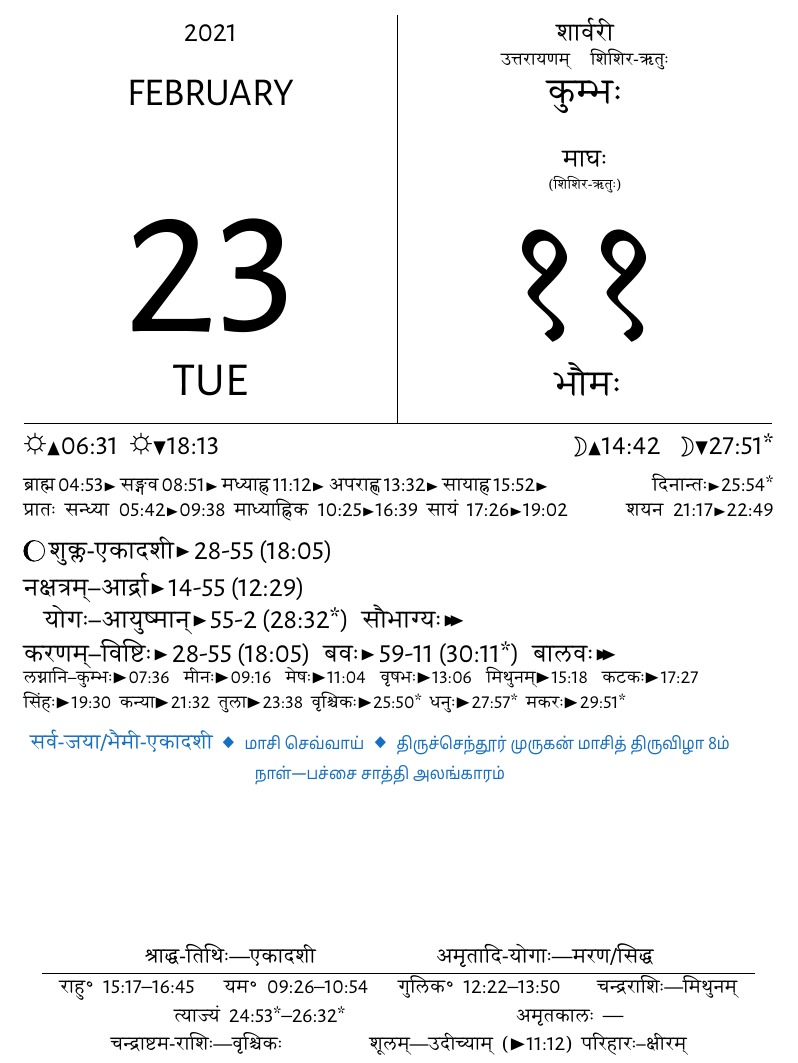 2021
FEBRUARY
23
TUE
शार्वरी
उत्तरायणम् शिशिर-ऋतुः
कुम्भः
माघः
(शिशिर-ऋतुः)
११
भौमः
☼▲06:31 ☼▼18:13 ☽▲14:42 ☽▼27:51*
ब्राह्म 04:53► सङ्गव 08:51► मध्याह्न 11:12► अपराह्ण 13:32► सायाह्न 15:52► दिनान्तः►25:54*
प्रातः सन्ध्या 05:42►09:38 माध्याह्निक 10:25►16:39 सायं 17:26►19:02 शयन 21:17►22:49
🌔शुक्ल-एकादशी► 28-55 (18:05)
नक्षत्रम्–आर्द्रा► 14-55 (12:29)
योगः–आयुष्मान्► 55-2 (28:32*) सौभाग्यः►►
करणम्–विष्टिः► 28-55 (18:05) बवः► 59-11 (30:11*) बालवः►►
लग्नानि–कुम्भः►07:36 मीनः►09:16 मेषः►11:04 वृषभः►13:06 मिथुनम्►15:18 कटकः►17:27
सिंहः►19:30 कन्या►21:32 तुला►23:38 वृश्चिकः►25:50* धनुः►27:57* मकरः►29:51*
सर्व-जया/भैमी-एकादशी ◆ மாசி செவ்வாய் ◆ திருச்செந்தூர் முருகன் மாசித் திருவிழா 8ம்
நாள்—பச்சை சாத்தி அலங்காரம்
श्राद्ध-तिथिः—एकादशी अमृतादि-योगाः—मरण/सिद्ध
राहु॰ 15:17–16:45 यम॰ 09:26–10:54 गुलिक॰ 12:22–13:50 चन्द्रराशिः—मिथुनम्
त्याज्यं 24:53*–26:32* अमृतकालः —
चन्द्राष्टम-राशिः—वृश्चिकः शूलम्—उदीच्याम् (►11:12) परिहारः–क्षीरम्